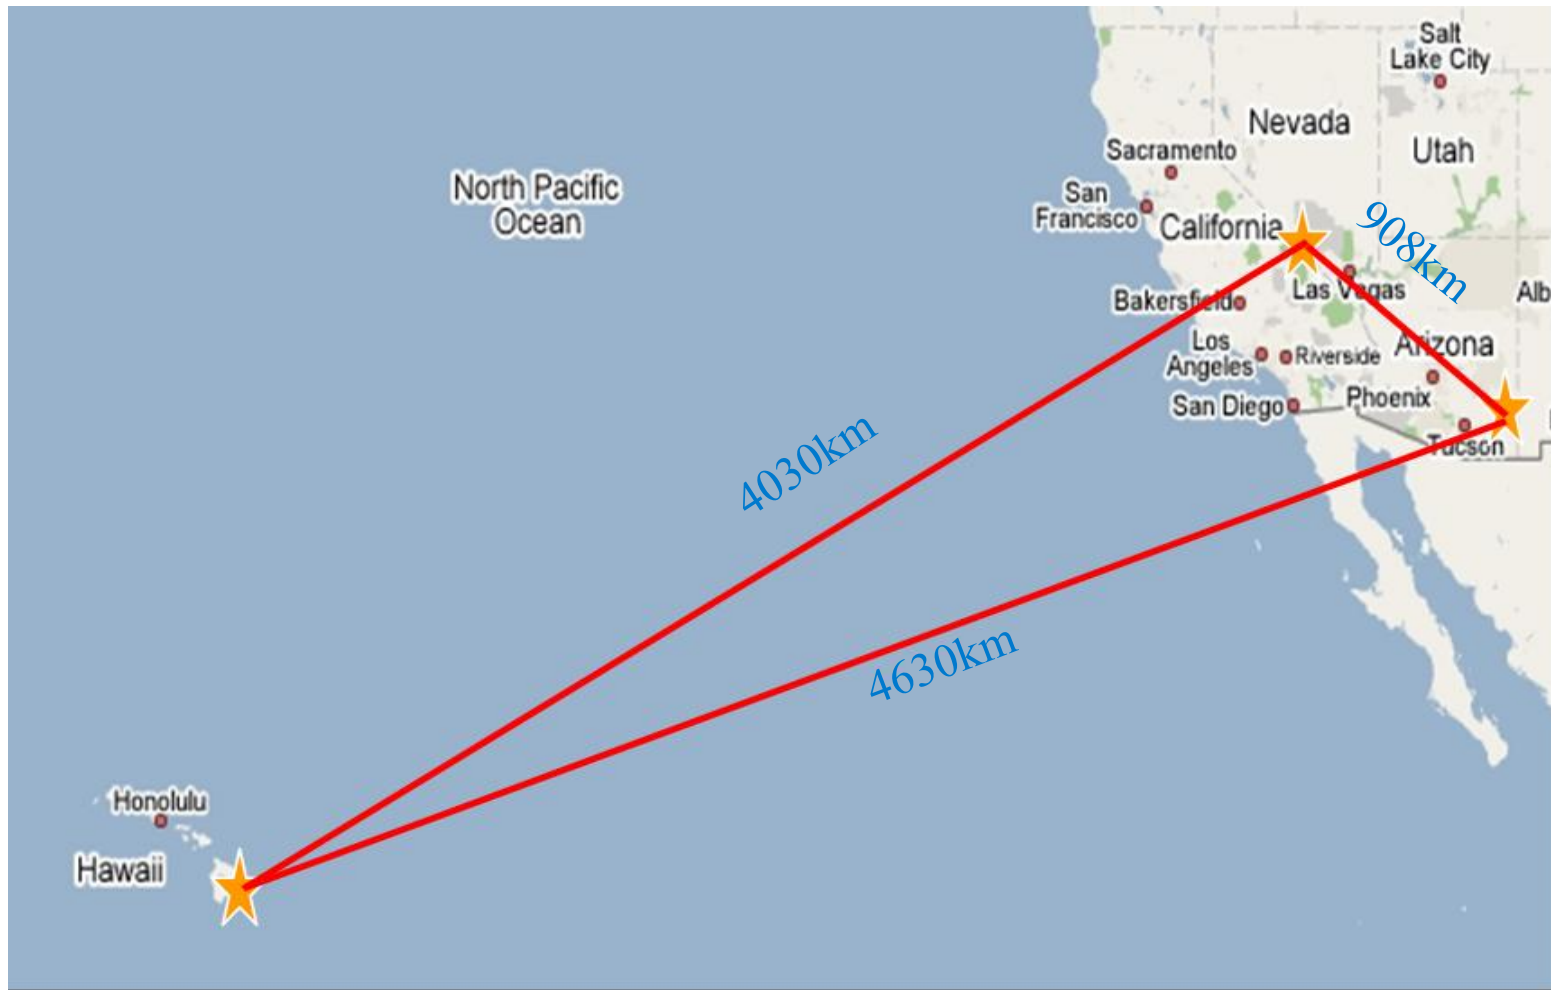 Salt
Lake City
Nevada
Utah
Sacramento
North Pacific
Ocean
San
Francisco
California
908km
Las Vegas
Alb
Bakersfield
Los
Angeles
Riverside
Arizona
Phoenix
San Diego
Tucson
4030km
4630km
Honolulu
Hawaii